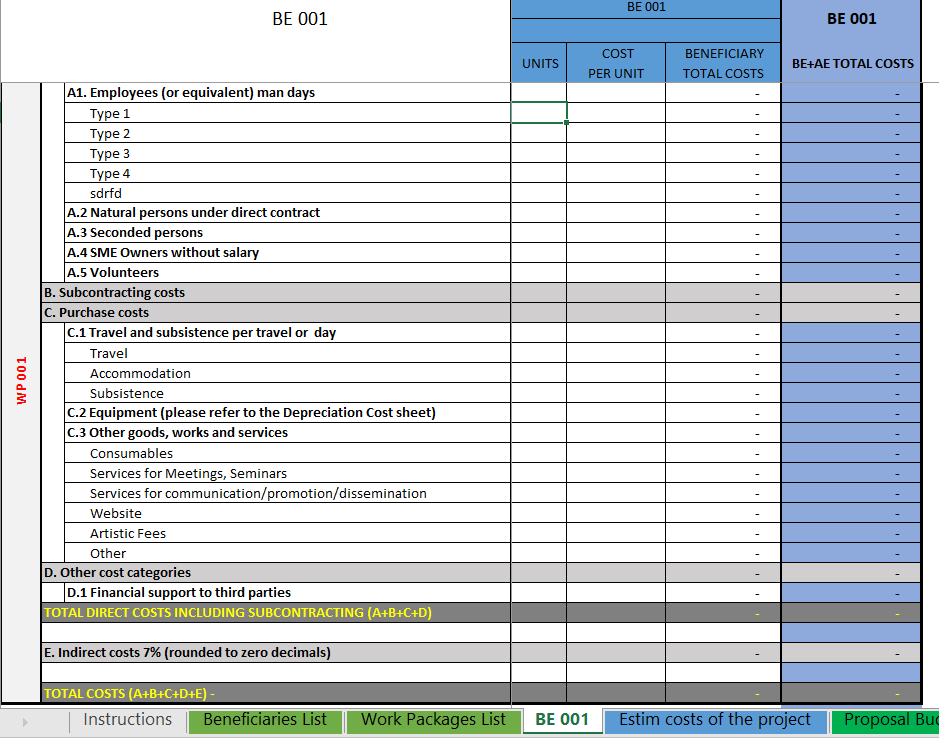 BE 001
BE 001
BE 001
UNITS
COST
PER UNIT
BENEFICIARY
TOTAL COSTS
BE+AE TOTAL COSTS
WP 001
A1. Employees (or equivalent) man days - -
Type 1 - -
Type 2 - -
Type 3 - -
Type 4 - -
sdrfd - -
A.2 Natural persons under direct contract - -
A.3 Seconded persons - -
A.4 SME Owners without salary - -
A.5 Volunteers - -
B. Subcontracting costs - -
C. Purchase costs - -
C.1 Travel and subsistence per travel or day - -
Travel - -
Accommodation - -
Subsistence - -
C.2 Equipment (please refer to the Depreciation Cost sheet) - -
C.3 Other goods, works and services - -
Consumables - -
Services for Meetings, Seminars - -
Services for communication/promotion/dissemination - -
Website - -
Artistic Fees - -
Other - -
D. Other cost categories - -
D.1 Financial support to third parties - -
TOTAL DIRECT COSTS INCLUDING SUBCONTRACTING (A+B+C+D) - -
E. Indirect costs 7% (rounded to zero decimals) - -
TOTAL COSTS (A+B+C+D+E) - - -
Instructions Beneficiaries List Work Packages List BE 001 Estim costs of the project Proposal Bud